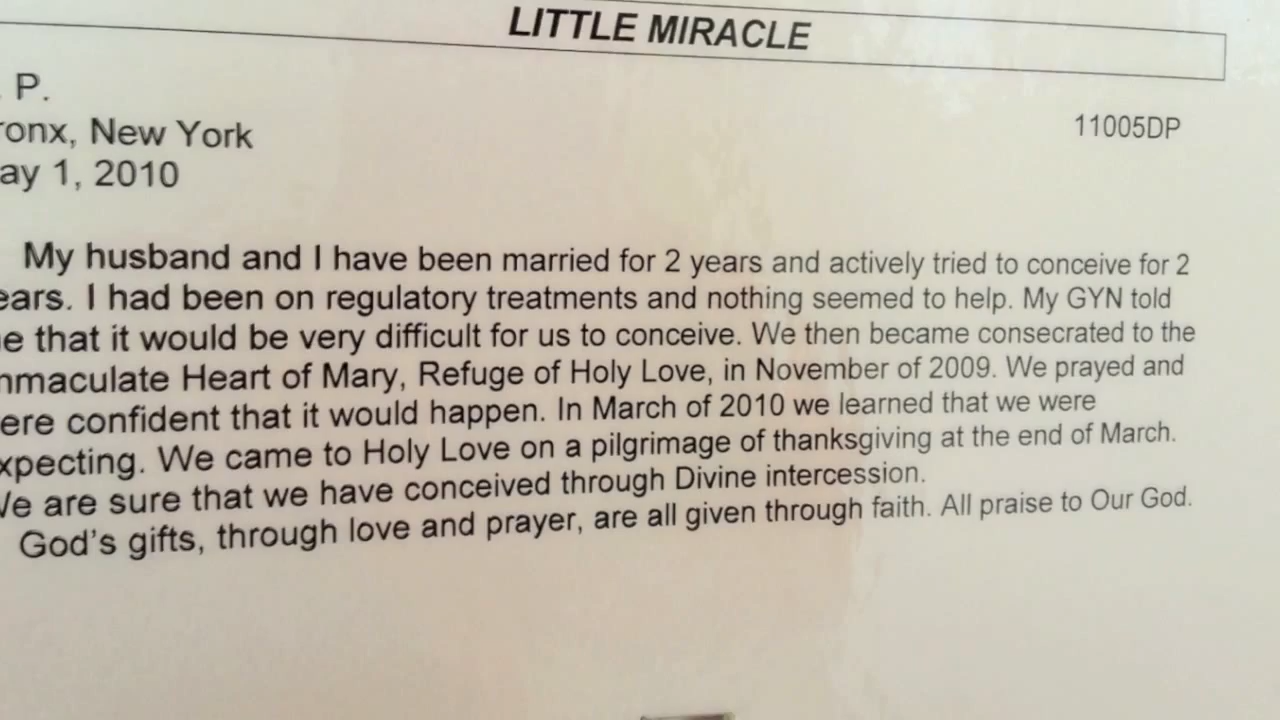 LITTLE MIRACLE
. P.
ronx, New York
11005DP
ay 1, 2010
My husband and I have been married for 2 years and actively tried to conceive for 2
ears. I had been on regulatory treatments and nothing seemed to help. My GYN told
e that it would be very difficult for us to conceive. We then became consecrated to the
mmaculate Heart of Mary, Refuge of Holy Love, in November of 2009. We prayed and
ere confident that it would happen. In March of 2010 we learned that we were
xpecting. We came to Holy Love on a pilgrimage of thanksgiving at the end of March.
We are sure that we have conceived through Divine intercession.
God's gifts, through love and prayer, are all given through faith. All praise to Our God.